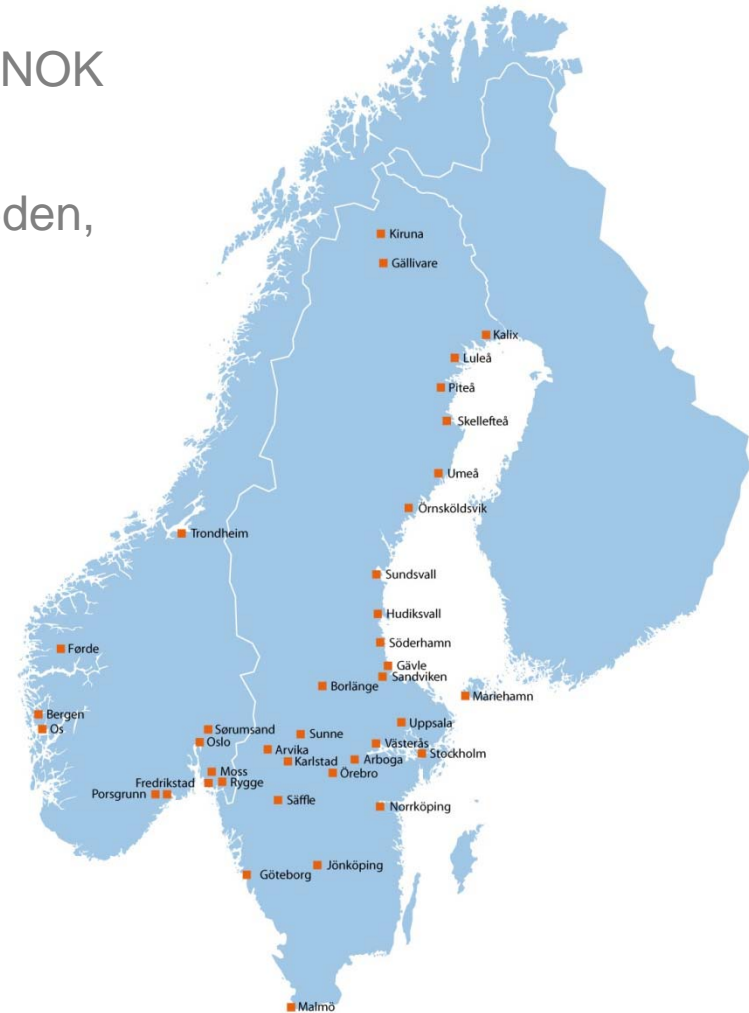 NOK
den,
Kiruna
Gällivare
Kalix
Luleå
Piteå
Skellefteå
Umeå
Örnsköldsvik
Trondheim
Sundsvall
Hudiksvall
Søderhamn
Førde
Gävle
Sandviken
Borlänge
Mariehamn
Bergen
Os
Uppsala
Sørumsand
Sunne
Oslo
Västerås
Arvika
Stockholm
Karlstad
Arboga
Moss
Örebro
Fredrikstad
Rygge
Porsgrunn
Säffle
Norrköping
Jönköping
Göteborg
Malmö